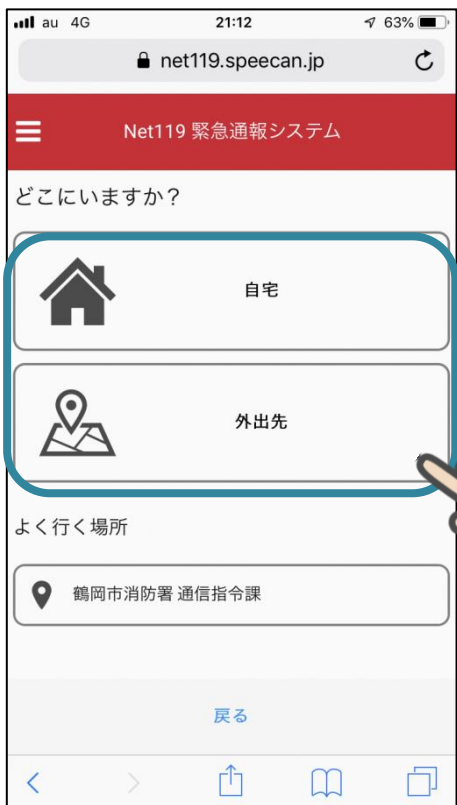 au 4G 21:12 63%
net119.speecan.jp
Net119 緊急通報システム
どこにいますか？
自宅
外出先
よく行く場所
鶴岡市消防署 通信指令課
戻る